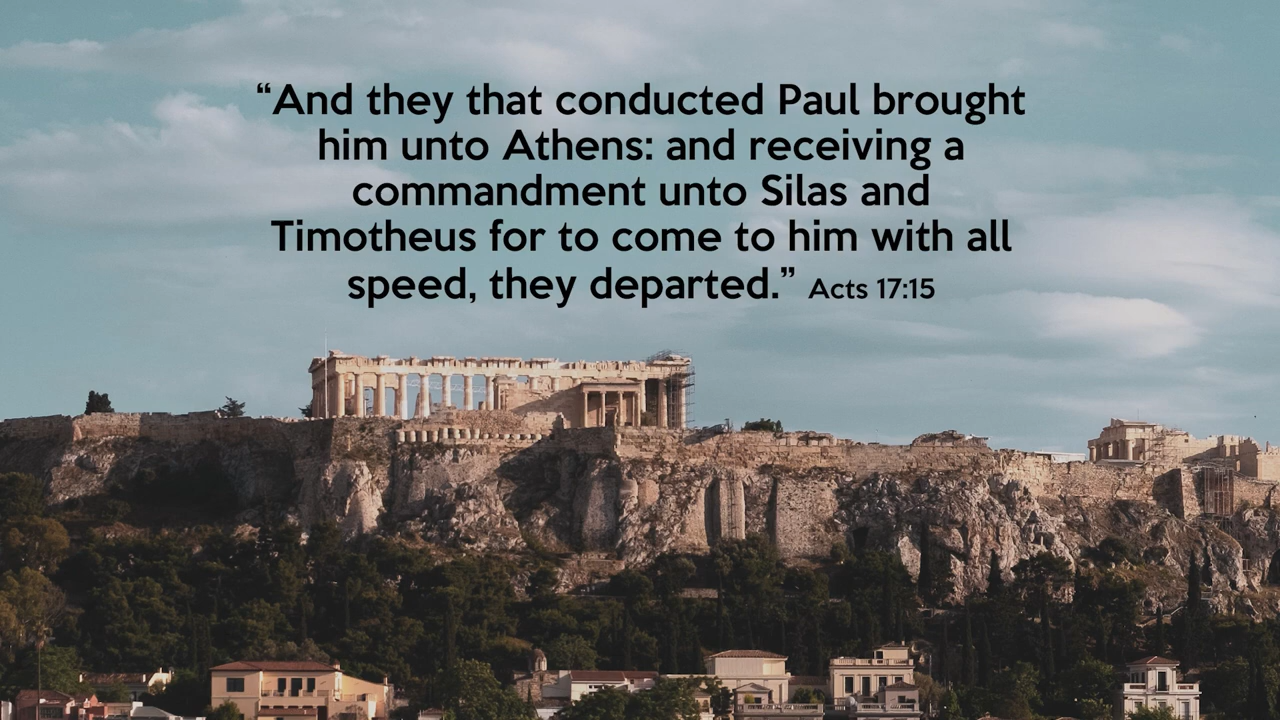 “And they that conducted Paul brought
him unto Athens: and receiving a
commandment unto Silas and
Timotheus for to come to him with all
speed, they departed.” Acts 17:15